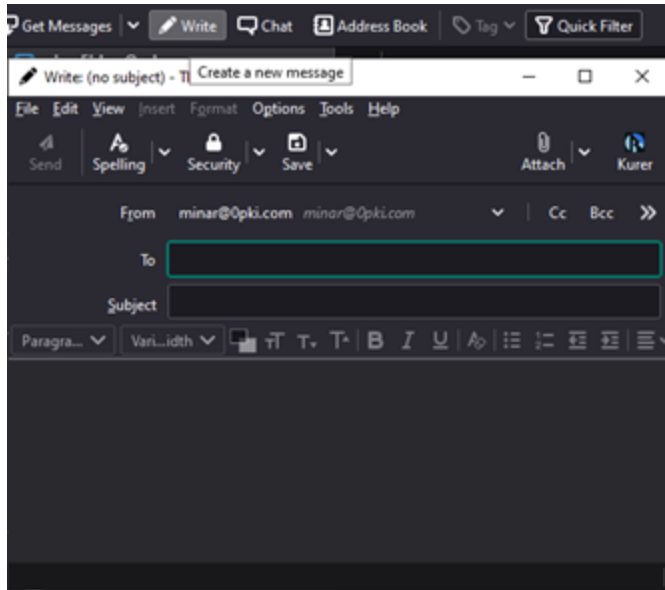 Get Messages Write Chat Address Book Tag Quick Filter
Write: (no subject) - T
Create a new message
File Edit View Insert Format Options Tools Help
Send Spelling Security Save Attach Kurer
From minar@0pki.com minar@0pki.com Cc Bcc
To
Subject
Paragra... Vari...idth